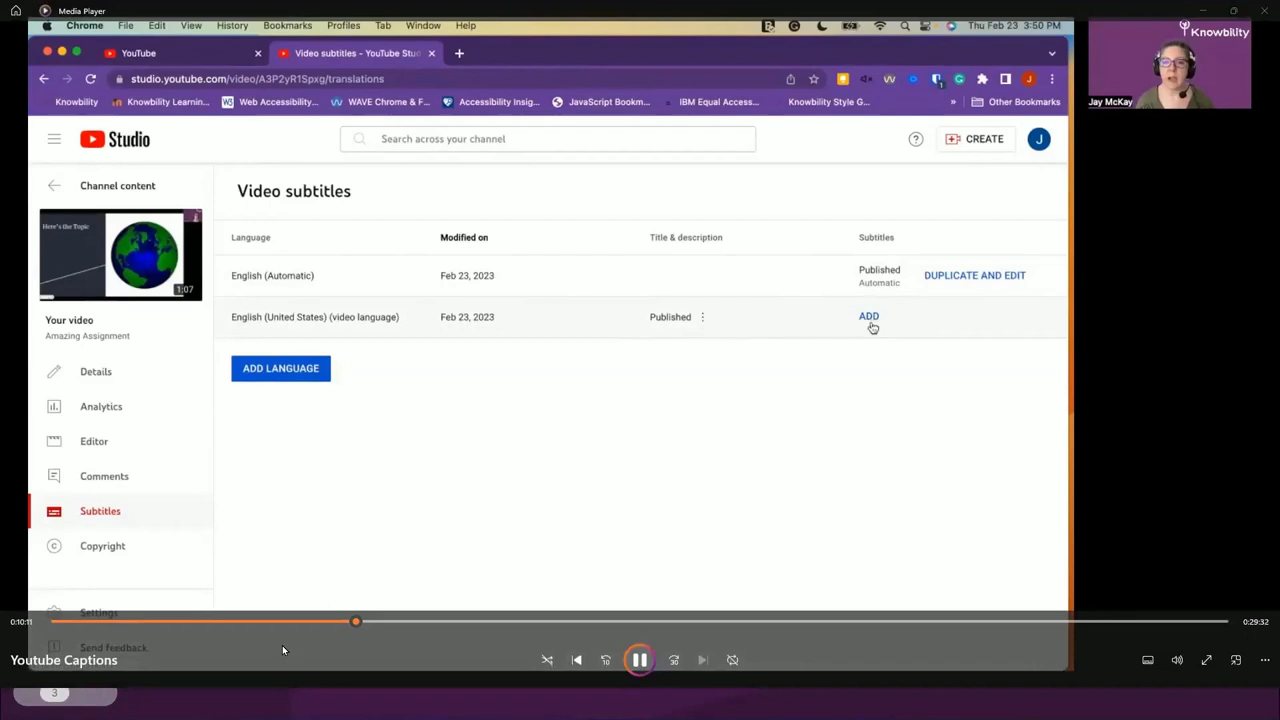 Media Player
Chrome File Edit View History Bookmarks Profiles Tab Window Help
Thu Feb 23 3:50 PM
Knowbility
YouTube
Video subtitles - YouTube Stu
studio.youtube.com/video/A3P2yR1Spxg/translations
J
Jay McKay
Knowbility
Knowbility Learnin...
W3 Web Accessibility...
WAVE Chrome & F...
Accessibility Insig...
JavaScript Bookm...
IBM Equal Acces...
Knowbility Style G...
» Other Bookmarks
Studio
Search across your channel
CREATE
J
Channel content
Video subtitles
Here's the Topic
1:07
Language
Modified on
Title & description
Subtitles
English (Automatic)
Feb 23, 2023
Published
Automatic
DUPLICATE AND EDIT
Your video
Amazing Assignment
English (United States) (video language)
Feb 23, 2023
Published
ADD
ADD LANGUAGE
Details
Analytics
Editor
Comments
Subtitles
Copyright
Settings
0:10:11
0:29:32
Send feedback
Youtube Captions
10
30
3